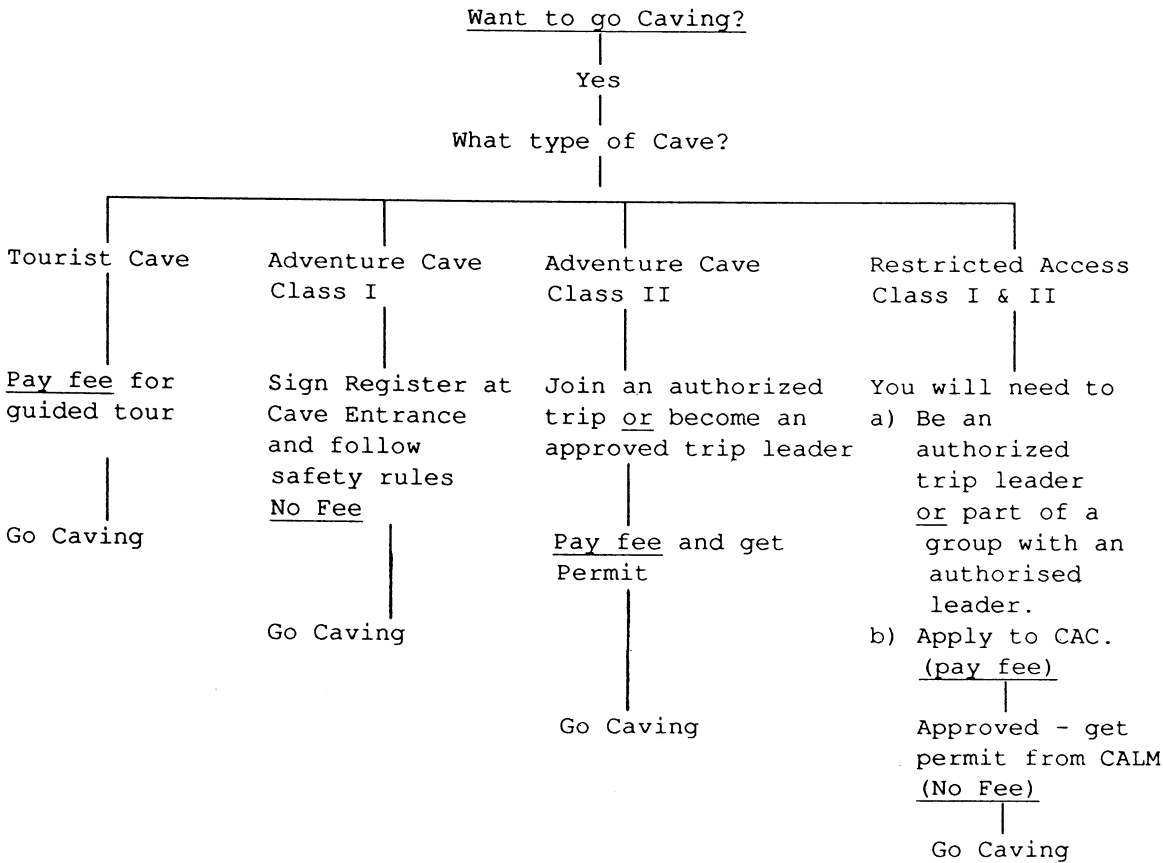 Want to go Caving?
Yes
What type of Cave?
Tourist Cave
Pay fee for
guided tour
Go Caving
Adventure Cave
Class I
Sign Register at
Cave Entrance
and follow
safety rules
No Fee
Go Caving
Adventure Cave
Class II
Join an authorized
trip or become an
approved trip leader
Pay fee and get
Permit
Go Caving
Restricted Access
Class I & II
You will need to
a) Be an
authorized
trip leader
or part of a
group with an
authorised
leader.
b) Apply to CAC.
(pay fee)
Approved - get
permit from CALM
(No Fee)
Go Caving